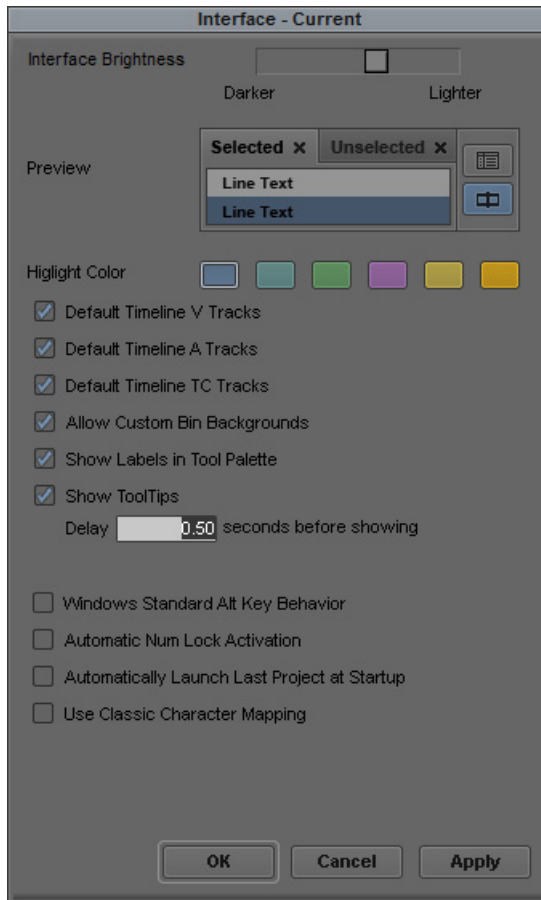 Interface - Current
Interface Brightness
Darker Lighter
Preview
Selected x Unselected x
Line Text
Line Text
Higlight Color
Default Timeline V Tracks
Default Timeline A Tracks
Default Timeline TC Tracks
Allow Custom Bin Backgrounds
Show Labels in Tool Palette
Show ToolTips
Delay 0.50 seconds before showing
Windows Standard Alt Key Behavior
Automatic Num Lock Activation
Automatically Launch Last Project at Startup
Use Classic Character Mapping
OK Cancel Apply